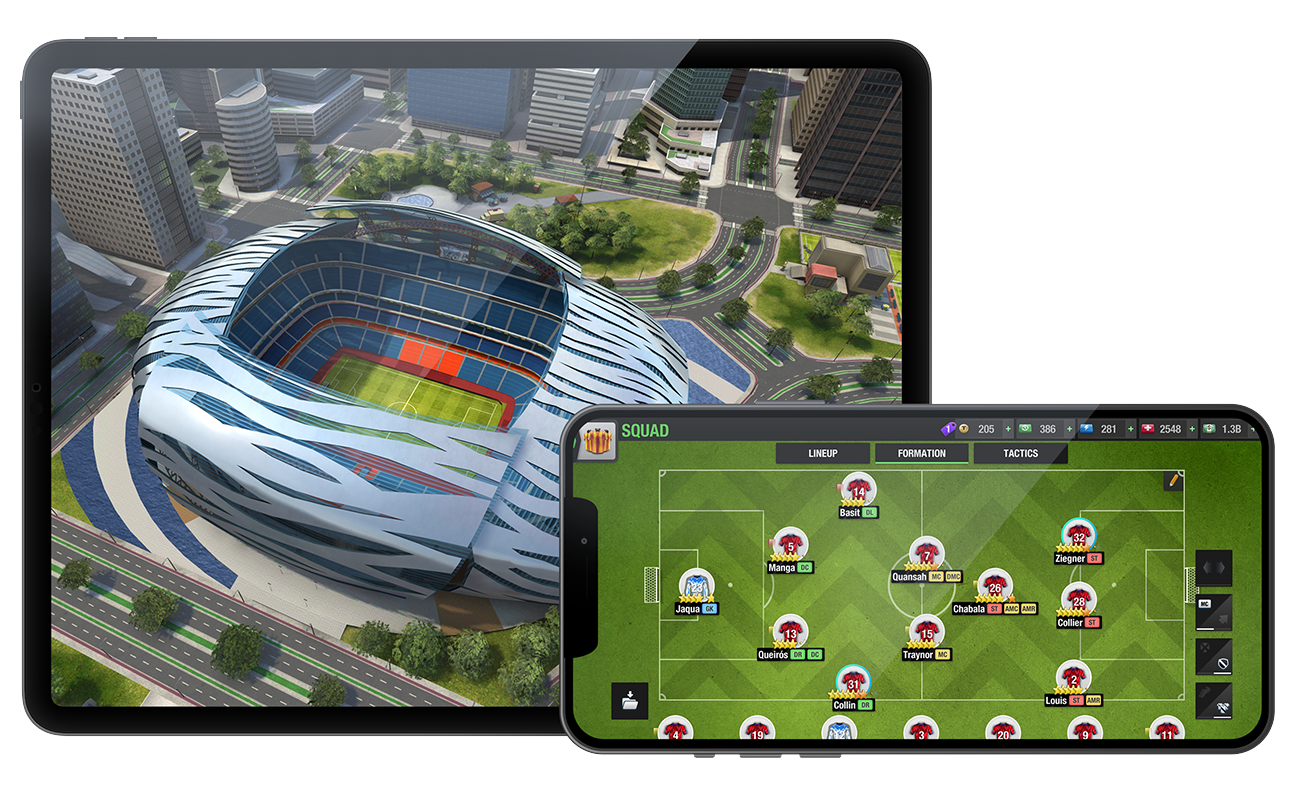 SQUAD
1 T 205 + 386 + 281 + 2548 + 1.3B
LINEUP FORMATION TACTICS
14
Basit DL
32
Ziegner ST
5
Manga DC
7
Quansah MC DMC
23
Jaqua GK
26
Chabala ST AMC AMR
28
Collier ST
MC
13
Queirós DR DC
15
Traynor MC
31
Collin DR
2
Louis ST AMR
4 19 2 3 20 9 11